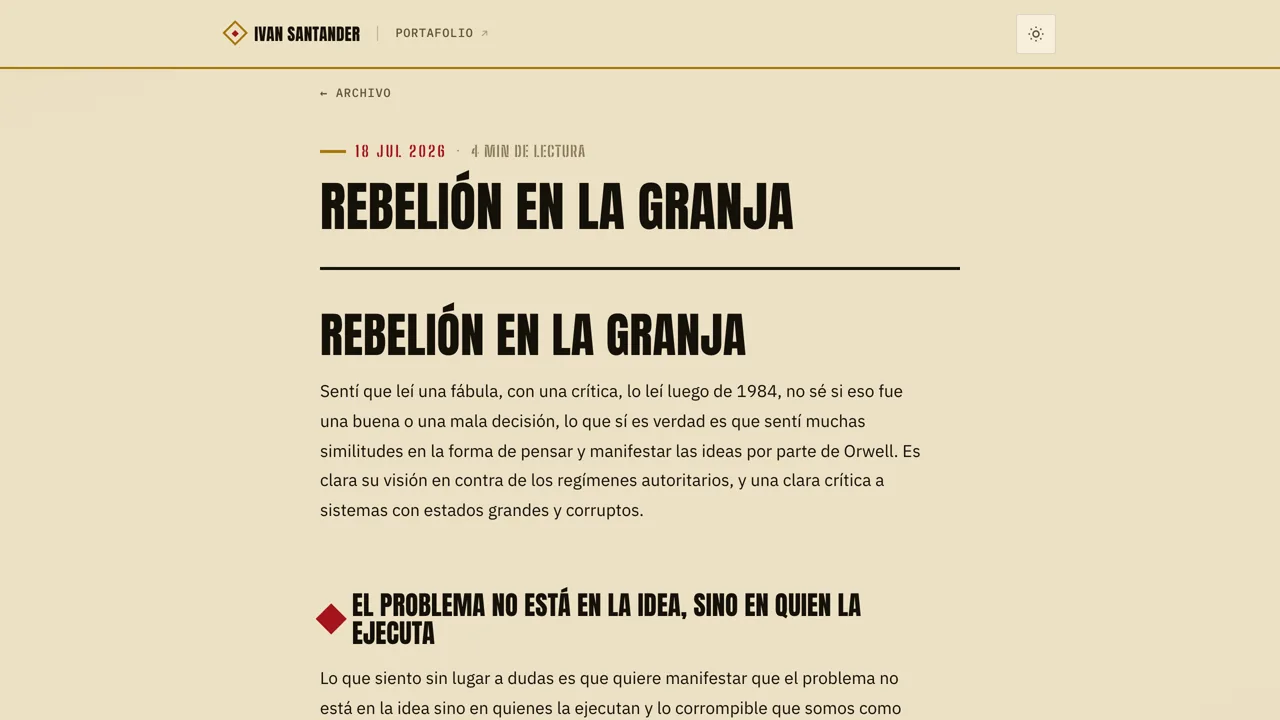 IVAN SANTANDER
PORTAFOLIO ↗
← ARCHIVO
18 JUL 2026 · 4 MIN DE LECTURA
REBELIÓN EN LA GRANJA
REBELIÓN EN LA GRANJA
Sentí que leí una fábula, con una crítica, lo leí luego de 1984, no sé si eso fue
una buena o una mala decisión, lo que sí es verdad es que sentí muchas
similitudes en la forma de pensar y manifestar las ideas por parte de Orwell. Es
clara su visión en contra de los regímenes autoritarios, y una clara crítica a
sistemas con estados grandes y corruptos.
EL PROBLEMA NO ESTÁ EN LA IDEA, SINO EN QUIEN LA
EJECUTA
Lo que siento sin lugar a dudas es que quiere manifestar que el problema no
está en la idea sino en quienes la ejecutan y lo corrompible que somos como